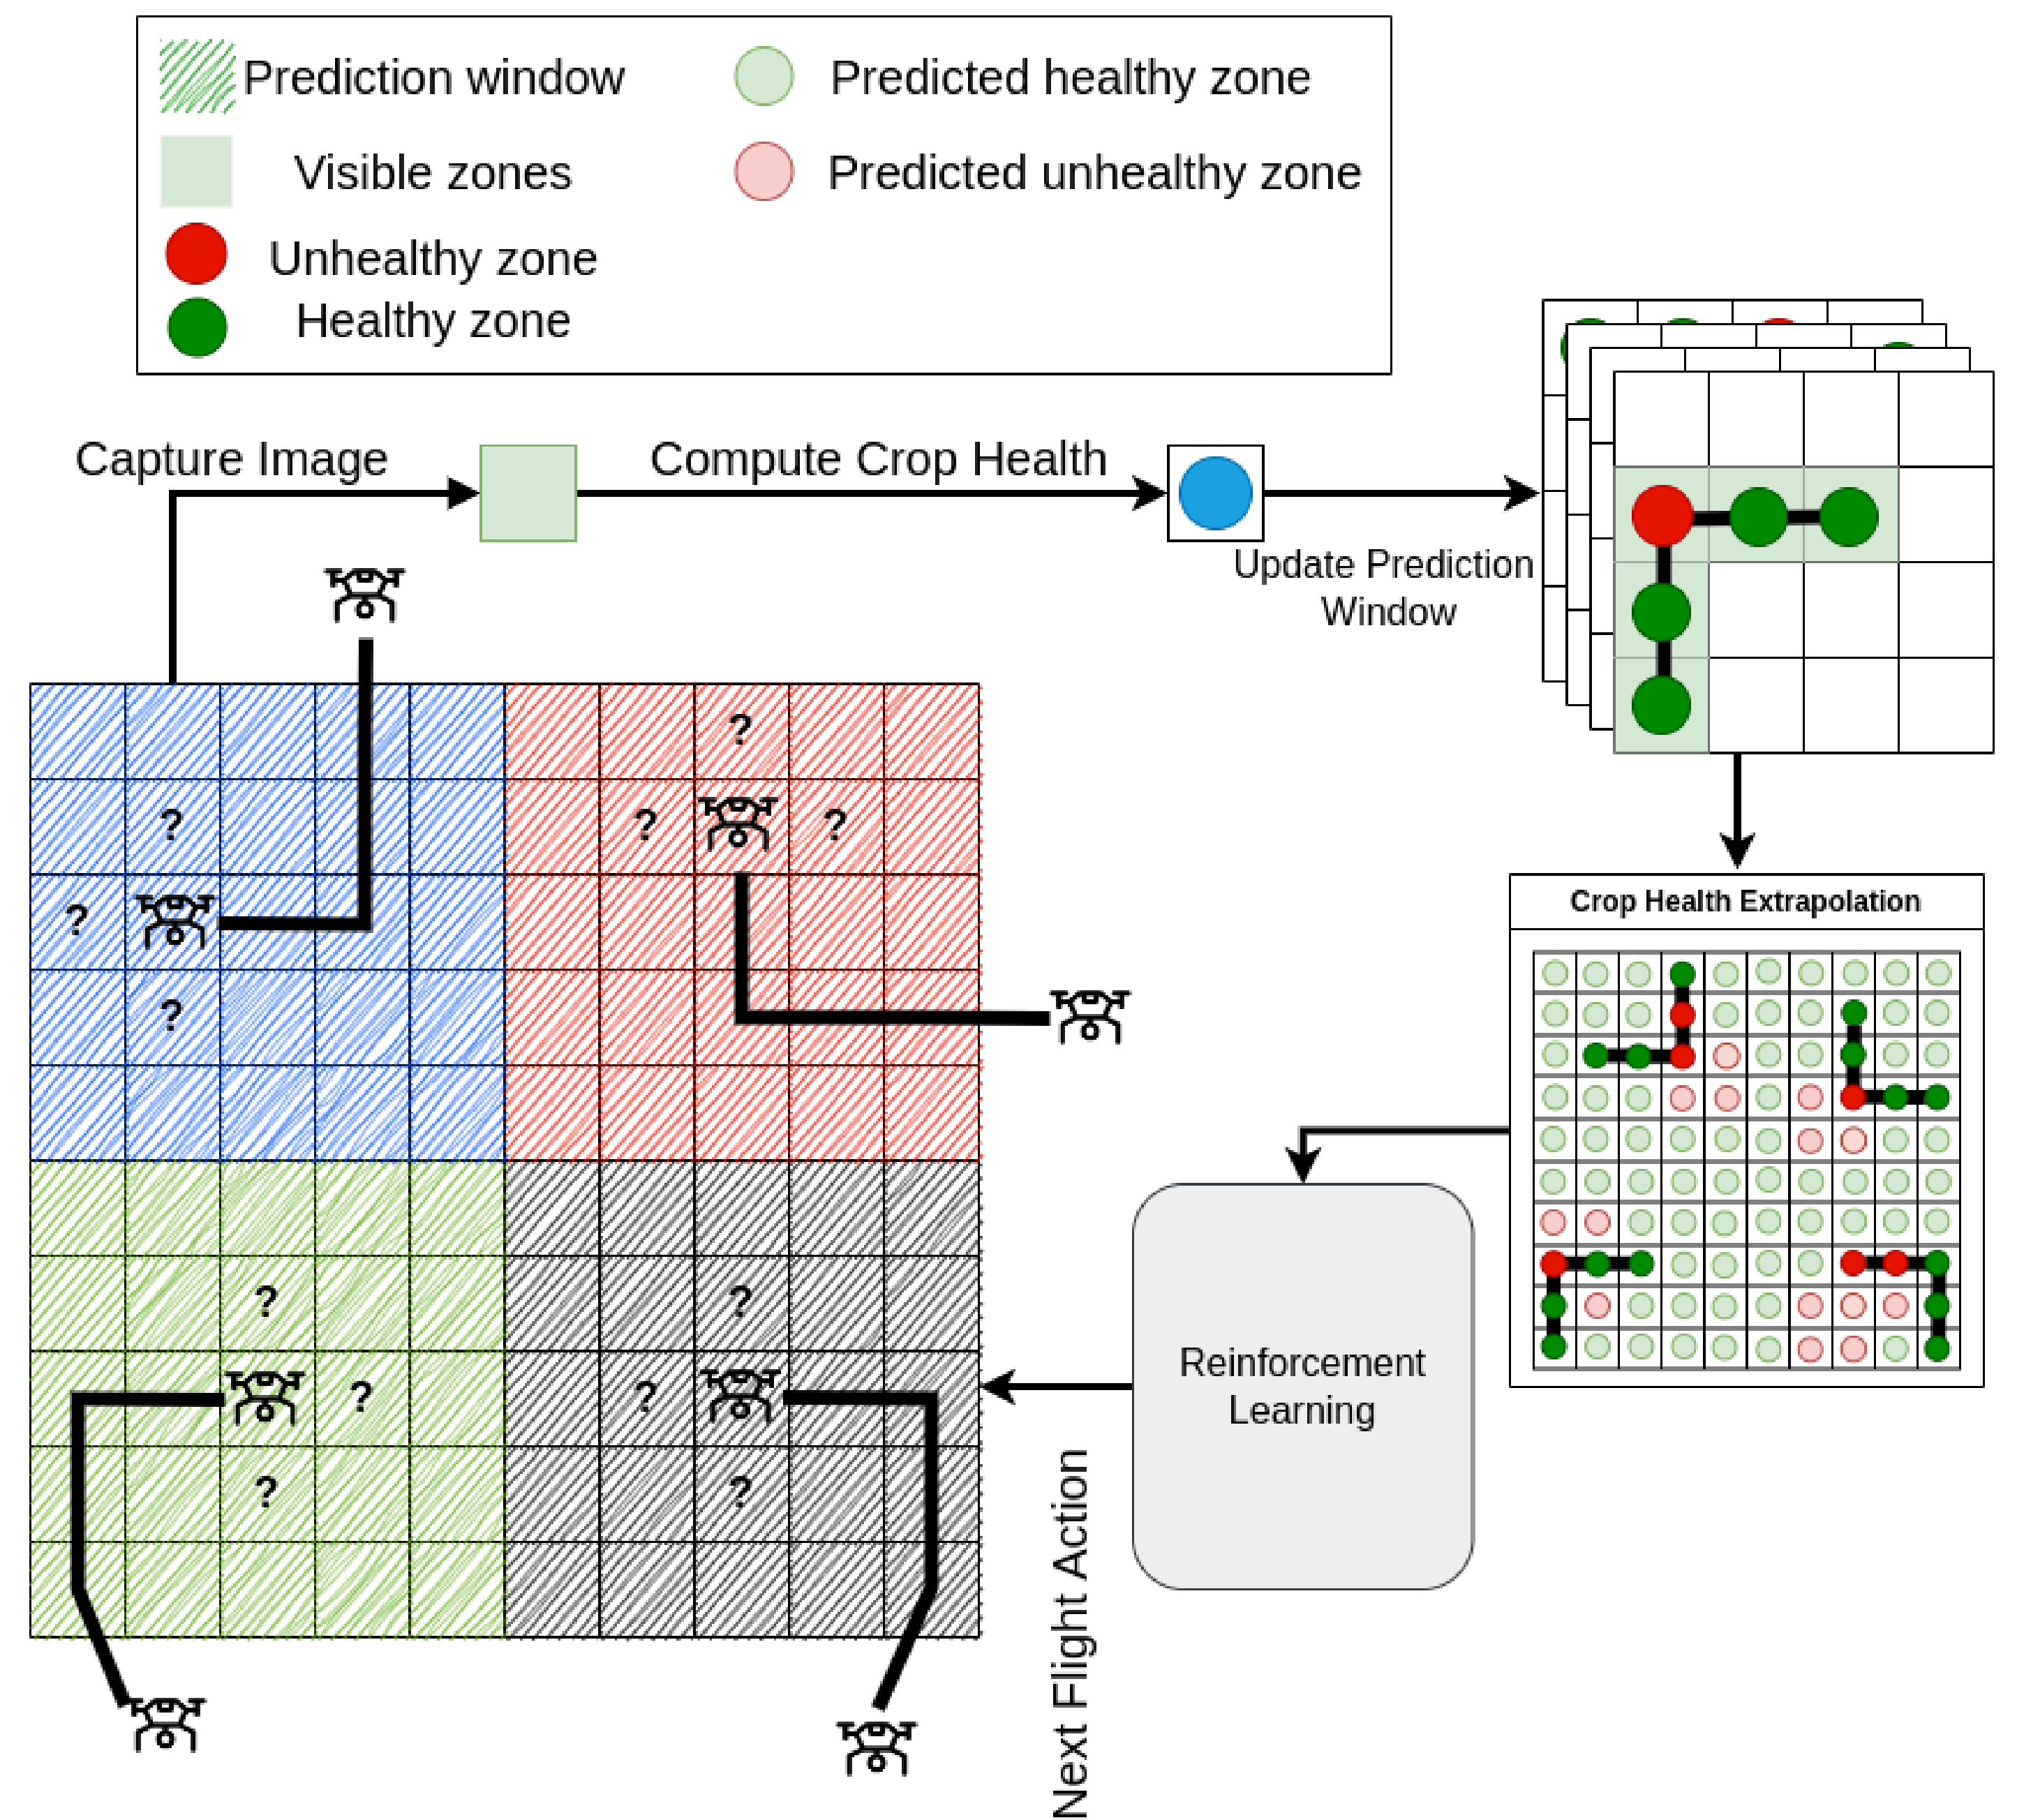 Prediction window
Predicted healthy zone
Visible zones
Predicted unhealthy zone
Unhealthy zone
Healthy zone
Capture Image
Compute Crop Health
Update Prediction
Window
?
? ? ?
?
?
Crop Health Extrapolation
? ?
? ?
? ?
Reinforcement
Learning
Next Flight Action